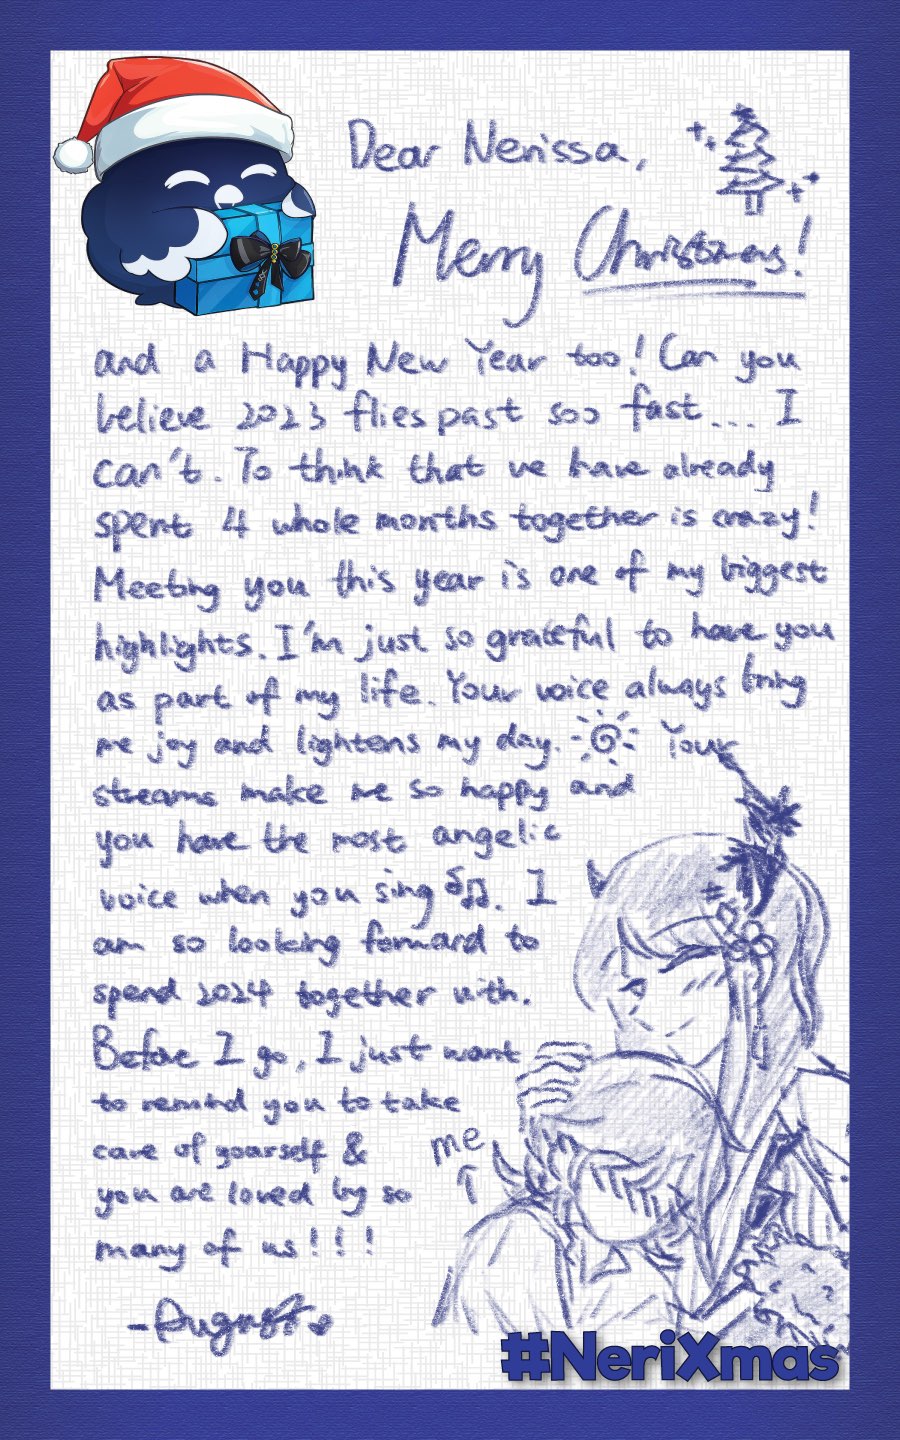 Dear Nerissa,
Merry Christmas!
and a Happy New Year too! Can you
believe 2023 flies past soo fast... I
can't. To think that we have already
spent 4 whole months together is crazy!
Meeting you this year is one of my biggest
highlights. I'm just so grateful to have you
as part of my life. Your voice always bring
me joy and lightens my day. Your
streams make me so happy and
you have the most angelic
voice when you sing. I
am so looking forward to
spend 2024 together with.
Before I go, I just want
to remind you to take
care of yourself &
you are loved by so
many of us!!!
me
-August
#NeriXmas